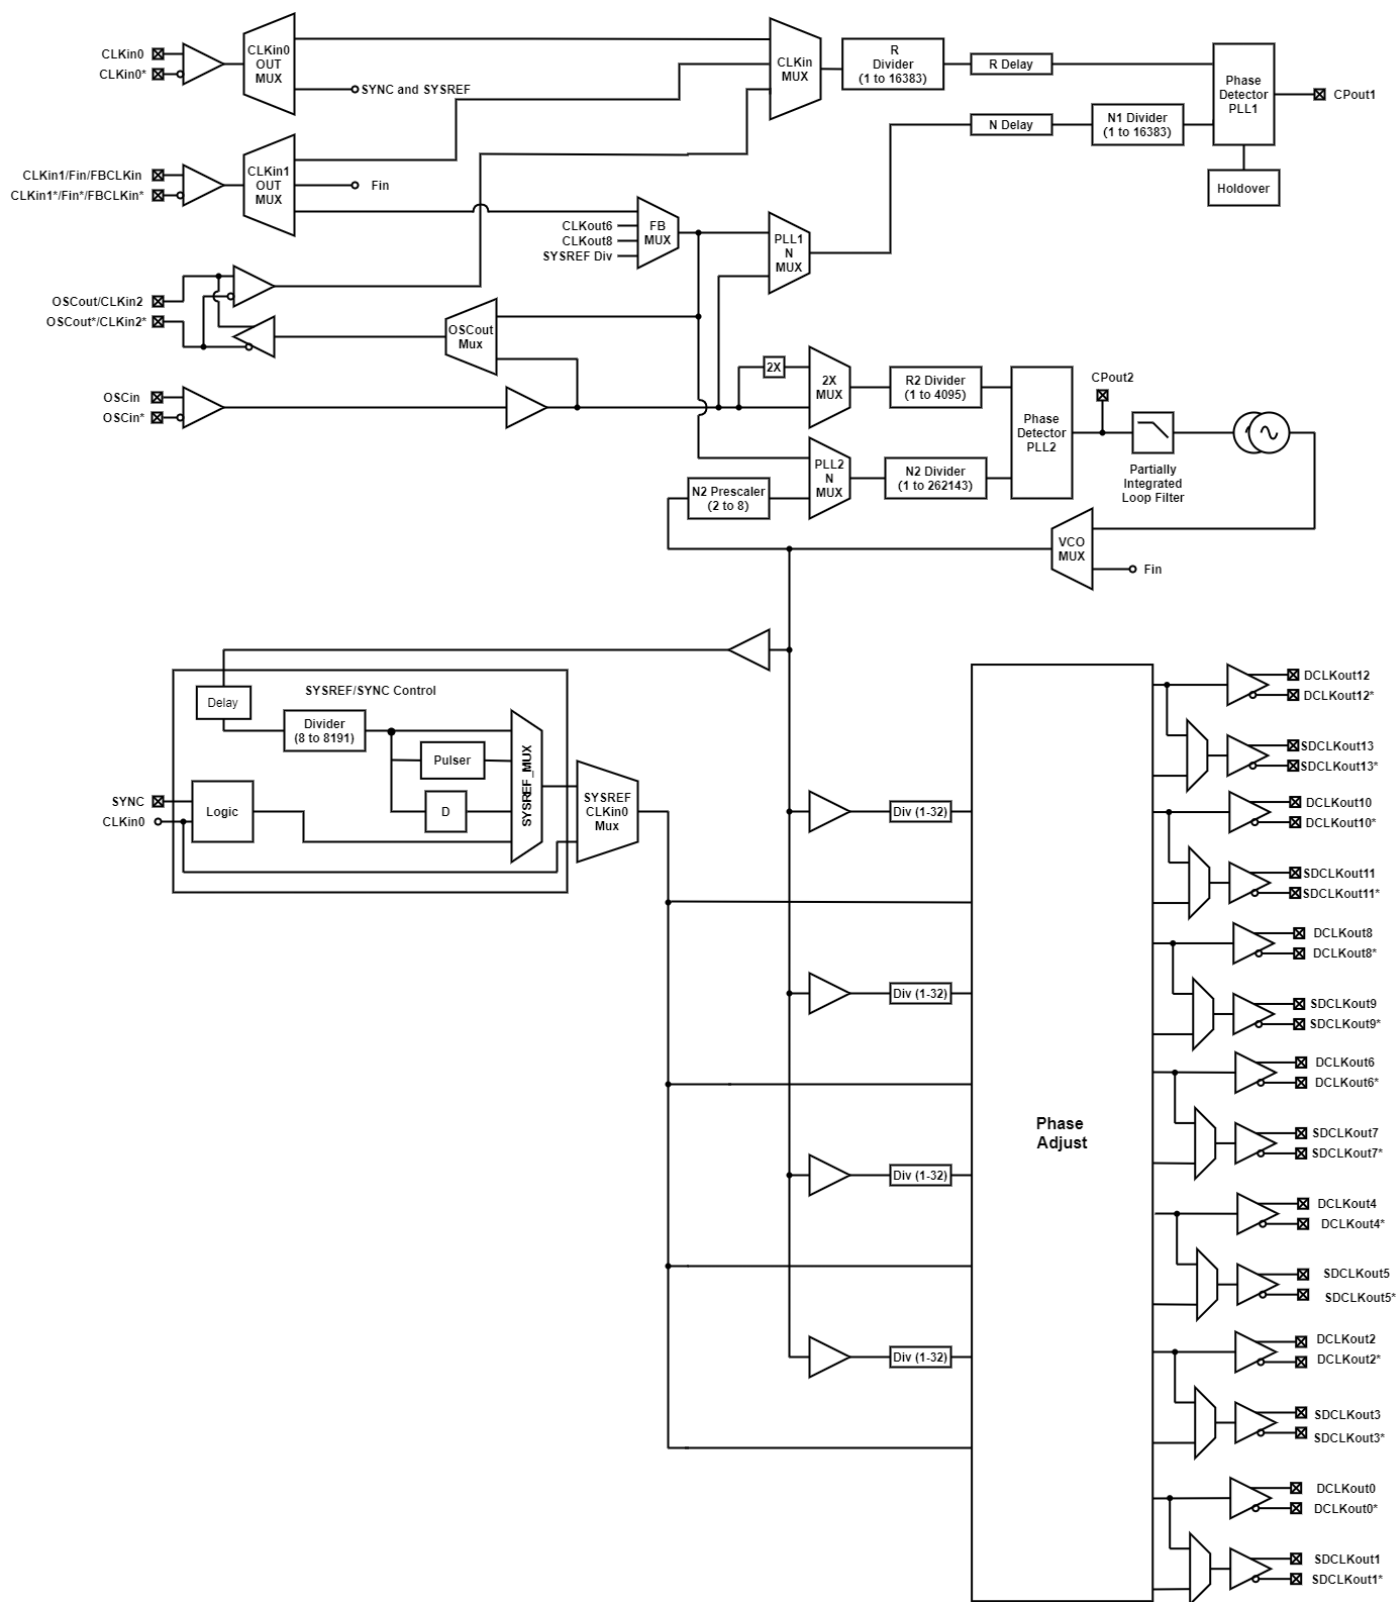 CLKin0
CLKin0*
CLKin0
OUT
MUX
SYNC and SYSREF
CLKin
MUX
R
Divider
(1 to 16383)
R Delay
Phase
Detector
PLL1
CPout1
N Delay
N1 Divider
(1 to 16383)
Holdover
CLKin1/Fin/FBCLKin
CLKin1*/Fin*/FBCLKin*
CLKin1
OUT
MUX
Fin
CLKout6
CLKout8
SYSREF Div
FB
MUX
PLL1
N
MUX
OSCout/CLKin2
OSCout*/CLKin2*
OSCout
Mux
OSCin
OSCin*
2X
2X
MUX
R2 Divider
(1 to 4095)
Phase
Detector
PLL2
CPout2
Partially
Integrated
Loop Filter
N2 Prescaler
(2 to 8)
PLL2
N
MUX
N2 Divider
(1 to 262143)
VCO
MUX
Fin
SYSREF/SYNC Control
Delay
Divider
(8 to 8191)
Pulser
D
SYSREF_MUX
SYNC
CLKin0
Logic
SYSREF
CLKin0
Mux
Div (1-32)
Div (1-32)
Div (1-32)
Div (1-32)
Phase
Adjust
DCLKout12
DCLKout12*
SDCLKout13
SDCLKout13*
DCLKout10
DCLKout10*
SDCLKout11
SDCLKout11*
DCLKout8
DCLKout8*
SDCLKout9
SDCLKout9*
DCLKout6
DCLKout6*
SDCLKout7
SDCLKout7*
DCLKout4
DCLKout4*
SDCLKout5
SDCLKout5*
DCLKout2
DCLKout2*
SDCLKout3
SDCLKout3*
DCLKout0
DCLKout0*
SDCLKout1
SDCLKout1*